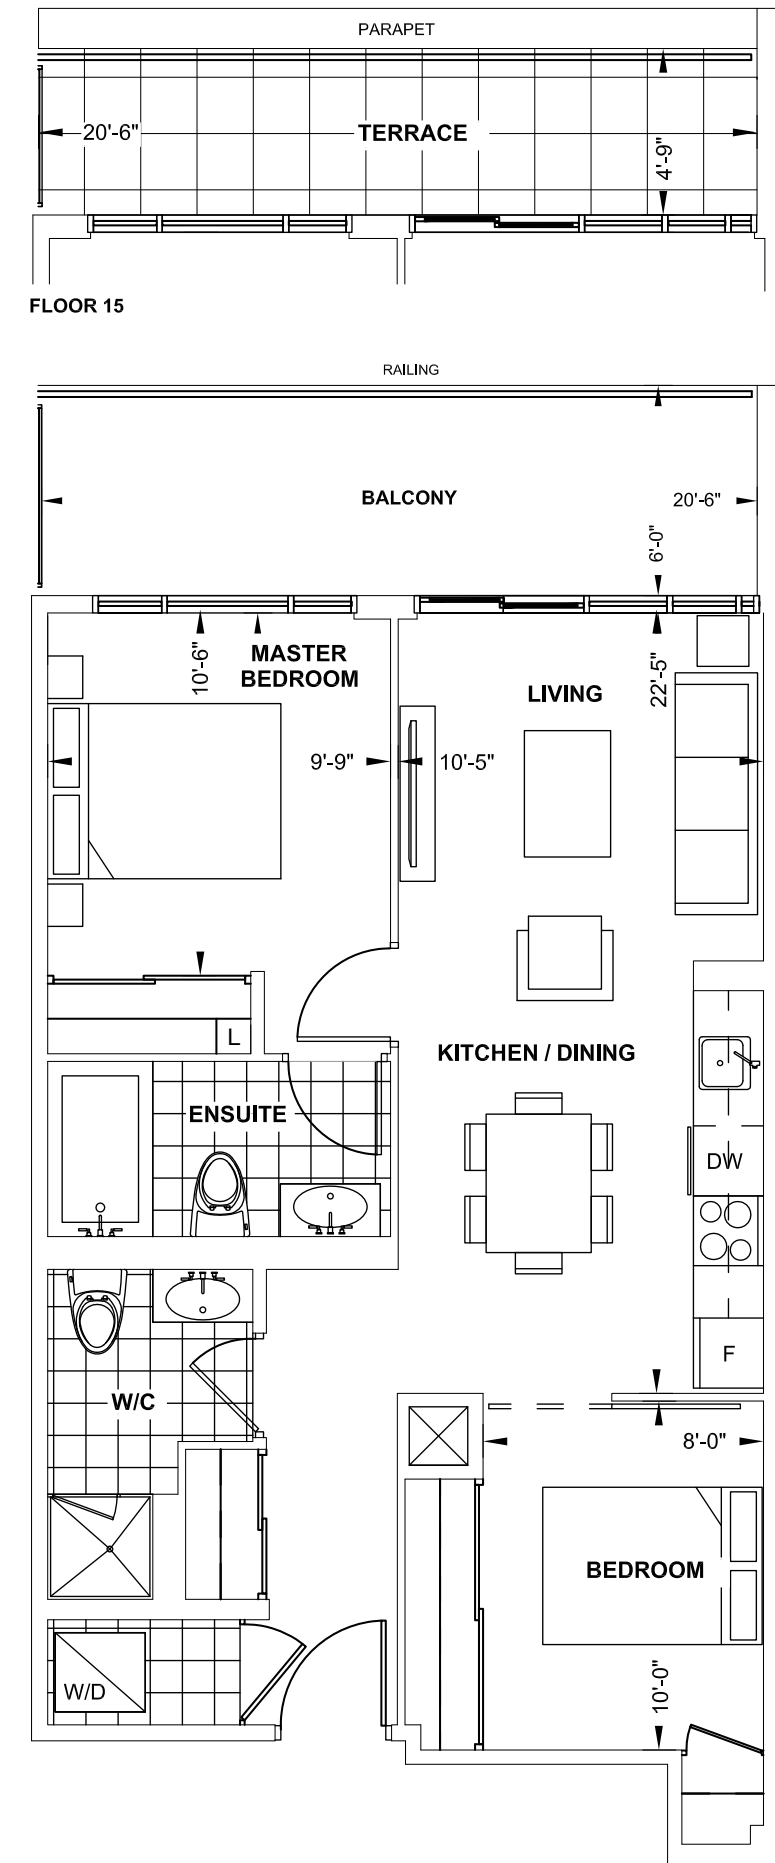 PARAPET
20'-6"
TERRACE
4'-9"
FLOOR 15
RAILING
BALCONY
20'-6"
6'-0"
10'-6"
MASTER
BEDROOM
LIVING
22'-5"
9'-9"
10'-5"
L
KITCHEN / DINING
ENSUITE
DW
F
W/C
8'-0"
BEDROOM
10'-0"
W/D